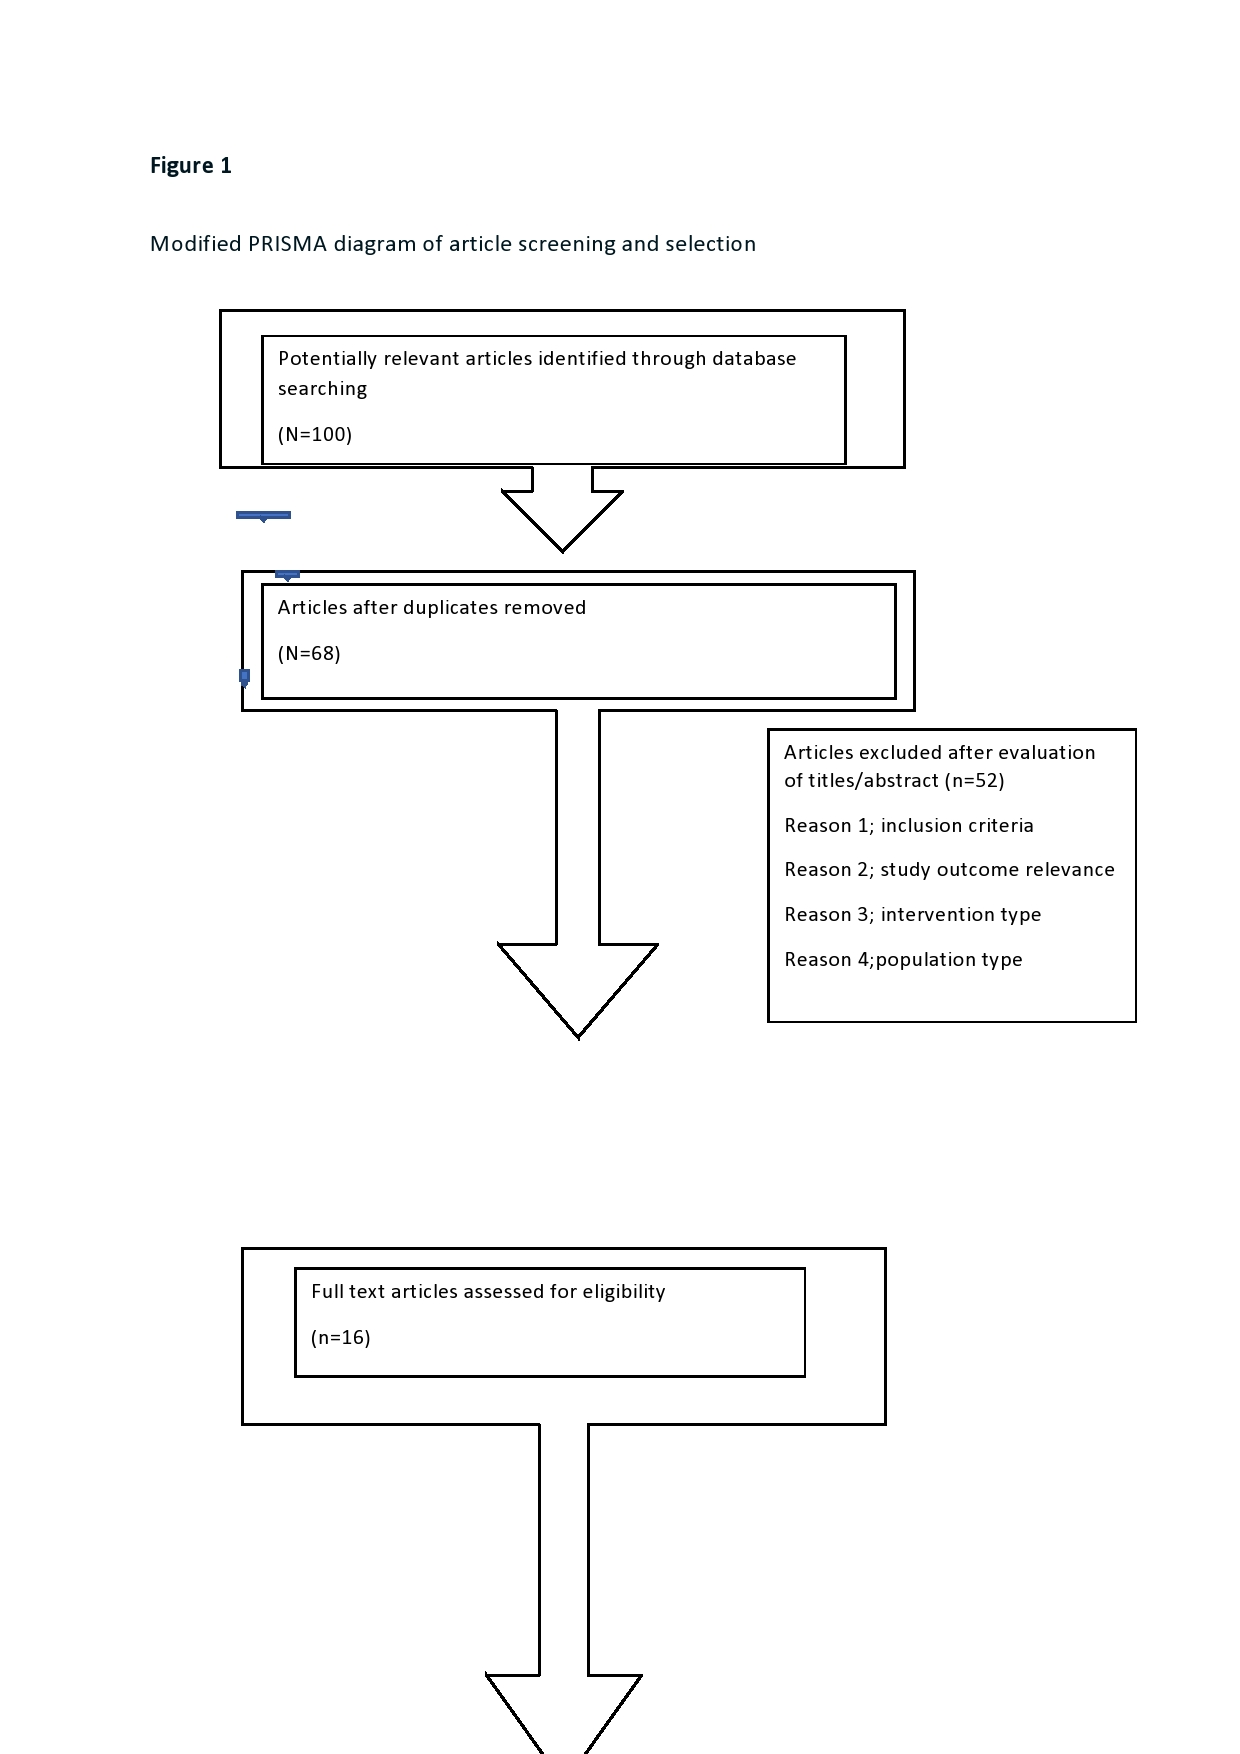 Figure 1
Modified PRISMA diagram of article screening and selection
Potentially relevant articles identified through database
searching
(N=100)
Articles after duplicates removed
(N=68)
Articles excluded after evaluation
of titles/abstract (n=52)
Reason 1; inclusion criteria
Reason 2; study outcome relevance
Reason 3; intervention type
Reason 4;population type
Full text articles assessed for eligibility
(n=16)